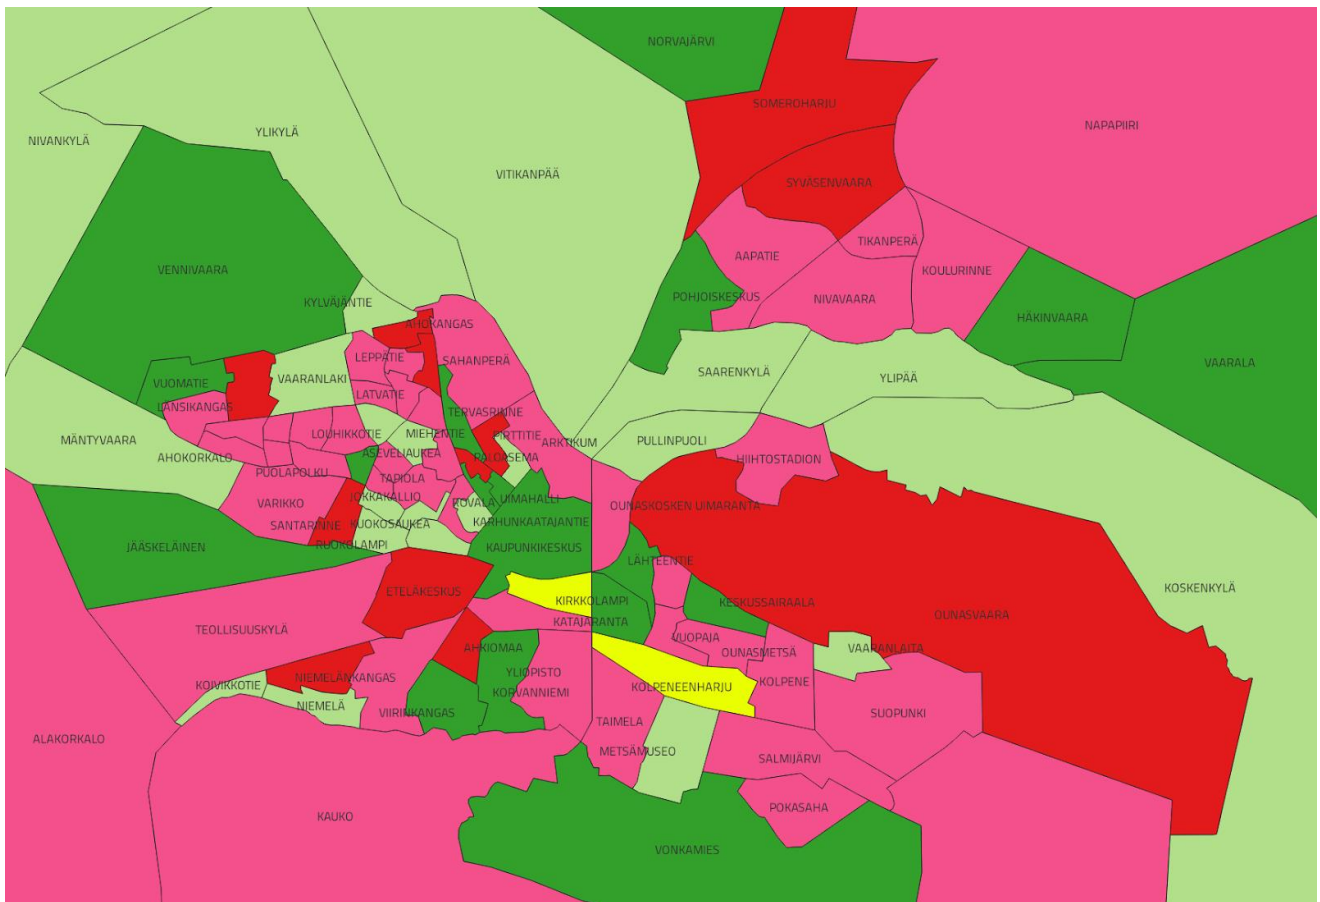 NORVAJÄRVI
SOMEROHARJU
NAPAPIIRI
YLIKYLÄ
NIVANKYLÄ
VITIKANPÄÄ
SYVÄSENVAARA
TIKANPERÄ
AAPATIE
VENNIVAARA
KOULURINNE
POHJOISKESKUS
NIVAVAARA
KYLVÄJÄNTIE
HÄKINVAARA
AHOKANGAS
VAARALA
LEPPÄTIE
SAHANPERÄ
SAARENKYLÄ
YLIPÄÄ
VUOMATIE
VAARANLAKI
LATVATIE
LÄNSIKANGAS
TERVASRINNE
LOUHIKKOTIE
MIEHENTIE
PIRTTITIE
MÄNTYVAARA
ARKTIKUM
PULLINPUOLI
ASEVELIAUKEA
PALOASEMA
AHOKORKALO
HIIHTOSTADION
PUOLAPOLKU
TAPIOLA
JOKKAKALLIO
UIMAHALLI
VARIKKO
ROVALA
OUNASKOSKEN UIMARANTA
KARHUNKAATAJANTIE
SANTARINNE
KUOKOSAUKEA
RUOKOLAMPI
JÄÄSKELÄINEN
KAUPUNKIKESKUS
LÄHTEENTIE
KOSKENKYLÄ
ETELÄKESKUS
KIRKKOLAMPI
KESKUSSAIRAALA
OUNASVAARA
KATAJARANTA
TEOLLISUUSKYLÄ
VUOPAJA
AHKIOMAA
VAARANLAITA
OUNASMETSÄ
YLIOPISTO
NIEMELÄNKANGAS
KOLPENE
KOIVIKKOTIE
KOLPENEENHARJU
KORVANNIEMI
NIEMELÄ
VIIRINKANGAS
SUOPUNKI
TAIMELA
ALAKORKALO
METSÄMUSEO
SALMIJÄRVI
POKASAHA
KAUKO
VONKAMIES